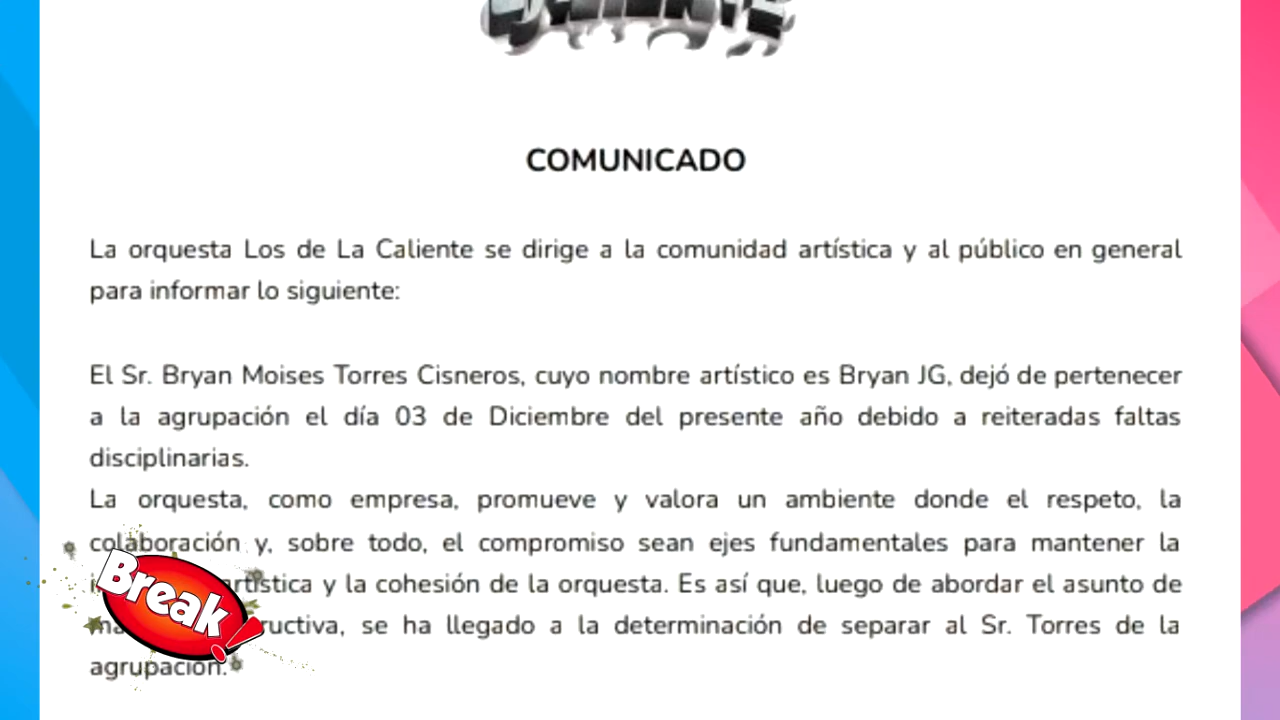 COMUNICADO
La orquesta Los de La Caliente se dirige a la comunidad artística y al público en general
para informar lo siguiente:
El Sr. Bryan Moises Torres Cisneros, cuyo nombre artístico es Bryan JG, dejó de pertenecer
a la agrupación el día 03 de Diciembre del presente año debido a reiteradas faltas
disciplinarias.
La orquesta, como empresa, promueve y valora un ambiente donde el respeto, la
colaboración y, sobre todo, el compromiso sean ejes fundamentales para mantener la
artística y la cohesión de la orquesta. Es así que, luego de abordar el asunto de
se ha llegado a la determinación de separar al Sr. Torres de la
agrupación.
Break!